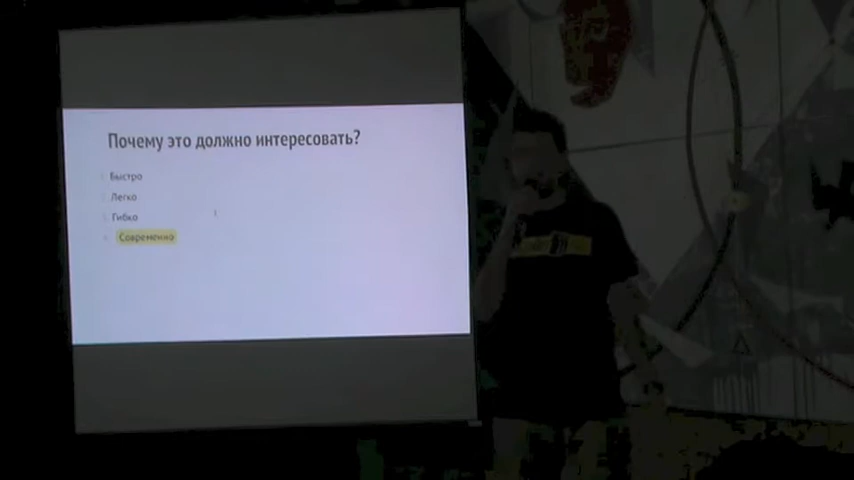 Почему это должно интересовать?
Быстро
Легко
Гибко
Современно